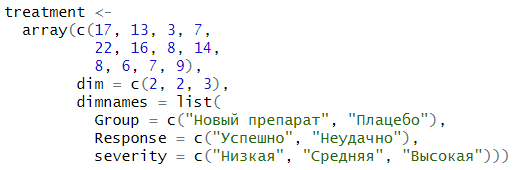 treatment <-
array(c(17, 13, 3, 7,
22, 16, 8, 14,
8, 6, 7, 9),
dim = c(2, 2, 3),
dimnames = list(
Group = c("Новый препарат", "Плацебо"),
Response = c("Успешно", "Неудачно"),
severity = c("Низкая", "Средняя", "Высокая")))